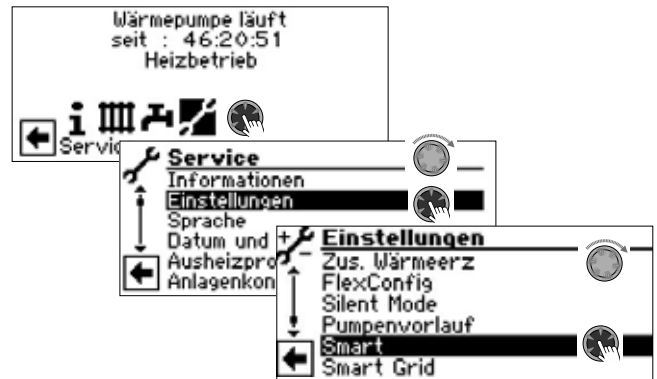 Wärmepumpe läuft
seit : 46:20:51
Heizbetrieb
Servic
Service
Informationen
Einstellungen
Sprache
Datum und
Ausheizpro
Anlagenkon
Einstellungen
Zus. Wärmeerz
FlexConfig
Silent Mode
Pumpenvorlauf
Smart
Smart Grid